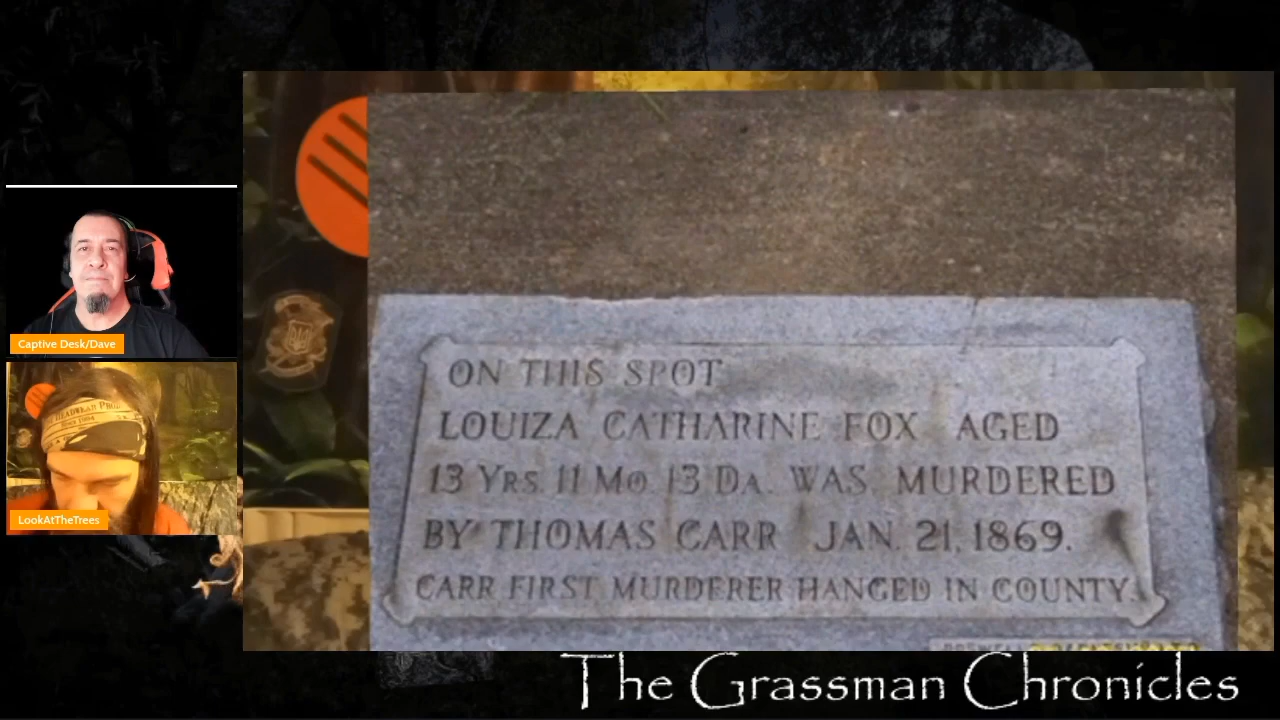 Captive Desk/Dave
HEADWEAR
LookAtTheTrees
ON THIS SPOT
LOUIZA CATHARINE FOX AGED
13 YRS. 11 MO. 13 DA. WAS MURDERED
BY THOMAS CARR JAN. 21, 1869.
CARR FIRST MURDERER HANGED IN COUNTY.
The Grassman Chronicles